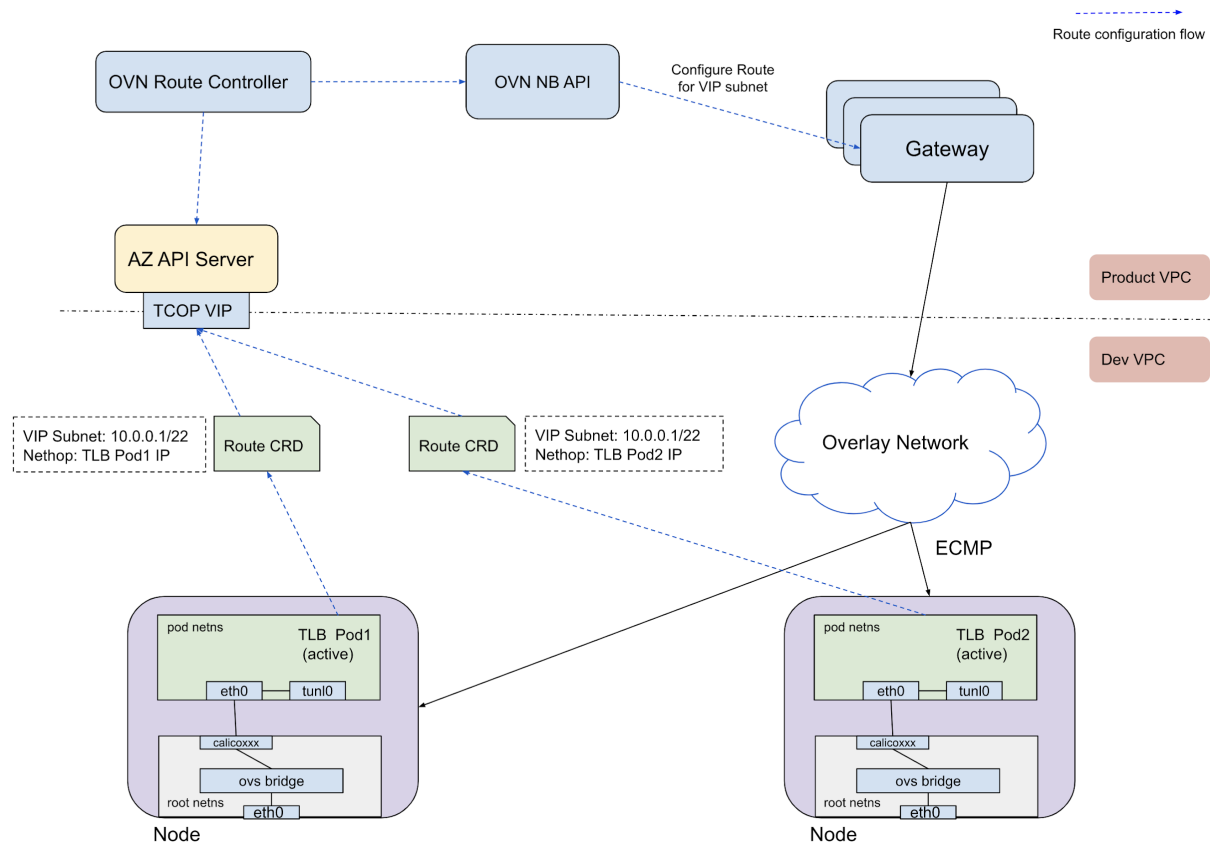 Route configuration flow
OVN Route Controller
OVN NB API
Configure Route
for VIP subnet
Gateway
AZ API Server
TCOP VIP
Product VPC
Dev VPC
VIP Subnet: 10.0.0.1/22
Nethop: TLB Pod1 IP
Route CRD
Route CRD
VIP Subnet: 10.0.0.1/22
Nethop: TLB Pod2 IP
Overlay Network
ECMP
pod netns
TLB Pod1
(active)
eth0
tunl0
calicoxxx
ovs bridge
root netns
eth0
Node
pod netns
TLB Pod2
(active)
eth0
tunl0
calicoxxx
ovs bridge
root netns
eth0
Node